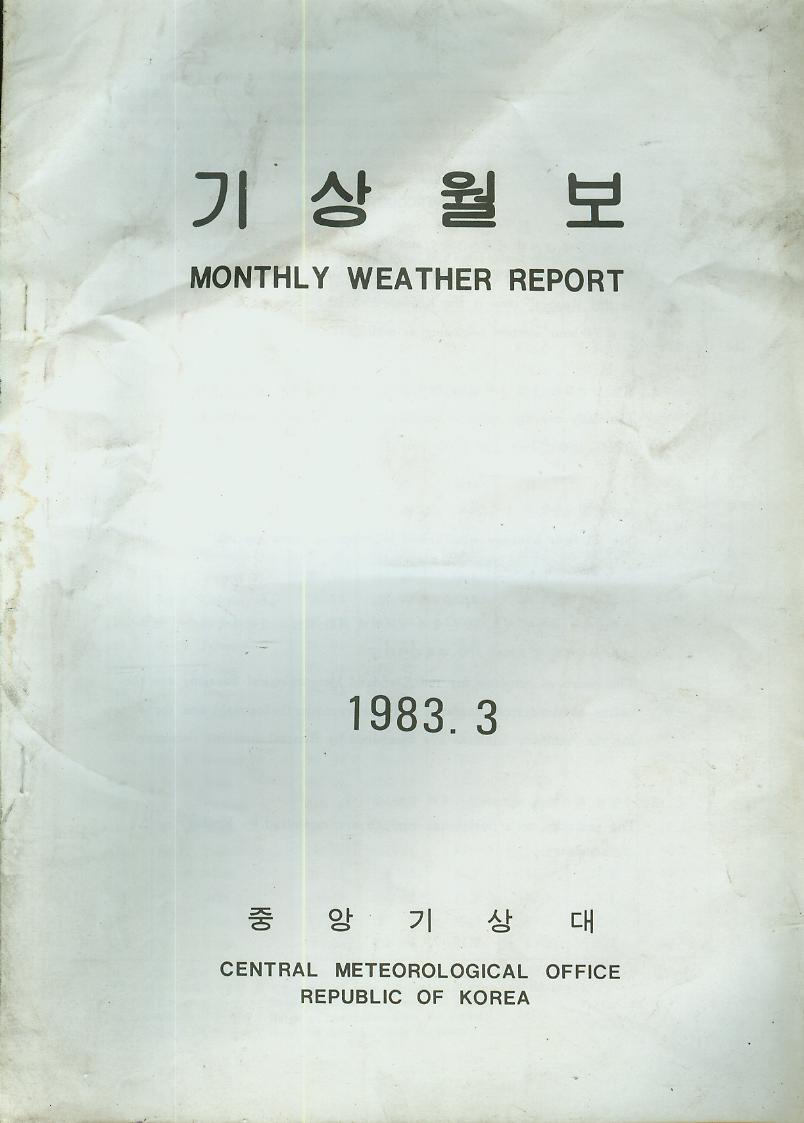 기 상 월 보
MONTHLY WEATHER REPORT
1983. 3
중 앙 기 상 대
CENTRAL METEOROLOGICAL OFFICE
REPUBLIC OF KOREA